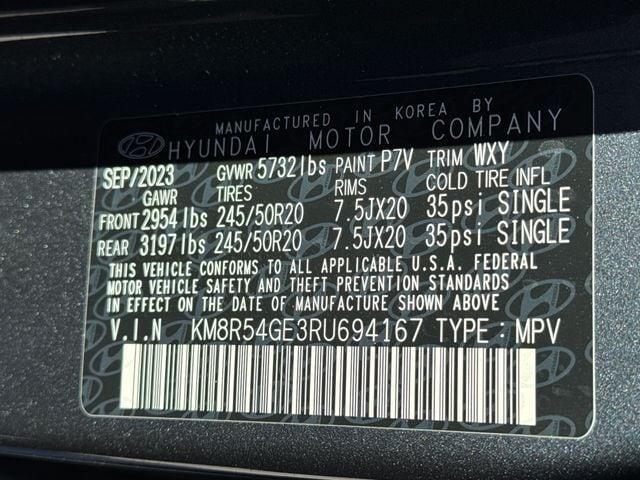 MANUFACTURED IN KOREA BY
HYUNDAI MOTOR COMPANY
SEP/2023 GVWR 5732lbs PAINT P7V TRIM WXY
GAWR TIRES RIMS COLD TIRE INFL
FRONT 2954lbs 245/50R20 7.5JX20 35psi SINGLE
REAR 3197lbs 245/50R20 7.5JX20 35psi SINGLE
THIS VEHICLE CONFORMS TO ALL APPLICABLE U.S.A. FEDERAL
MOTOR VEHICLE SAFETY AND THEFT PREVENTION STANDARDS
IN EFFECT ON THE DATE OF MANUFACTURE SHOWN ABOVE
V.I.N KM8R54GE3RU694167 TYPE : MPV